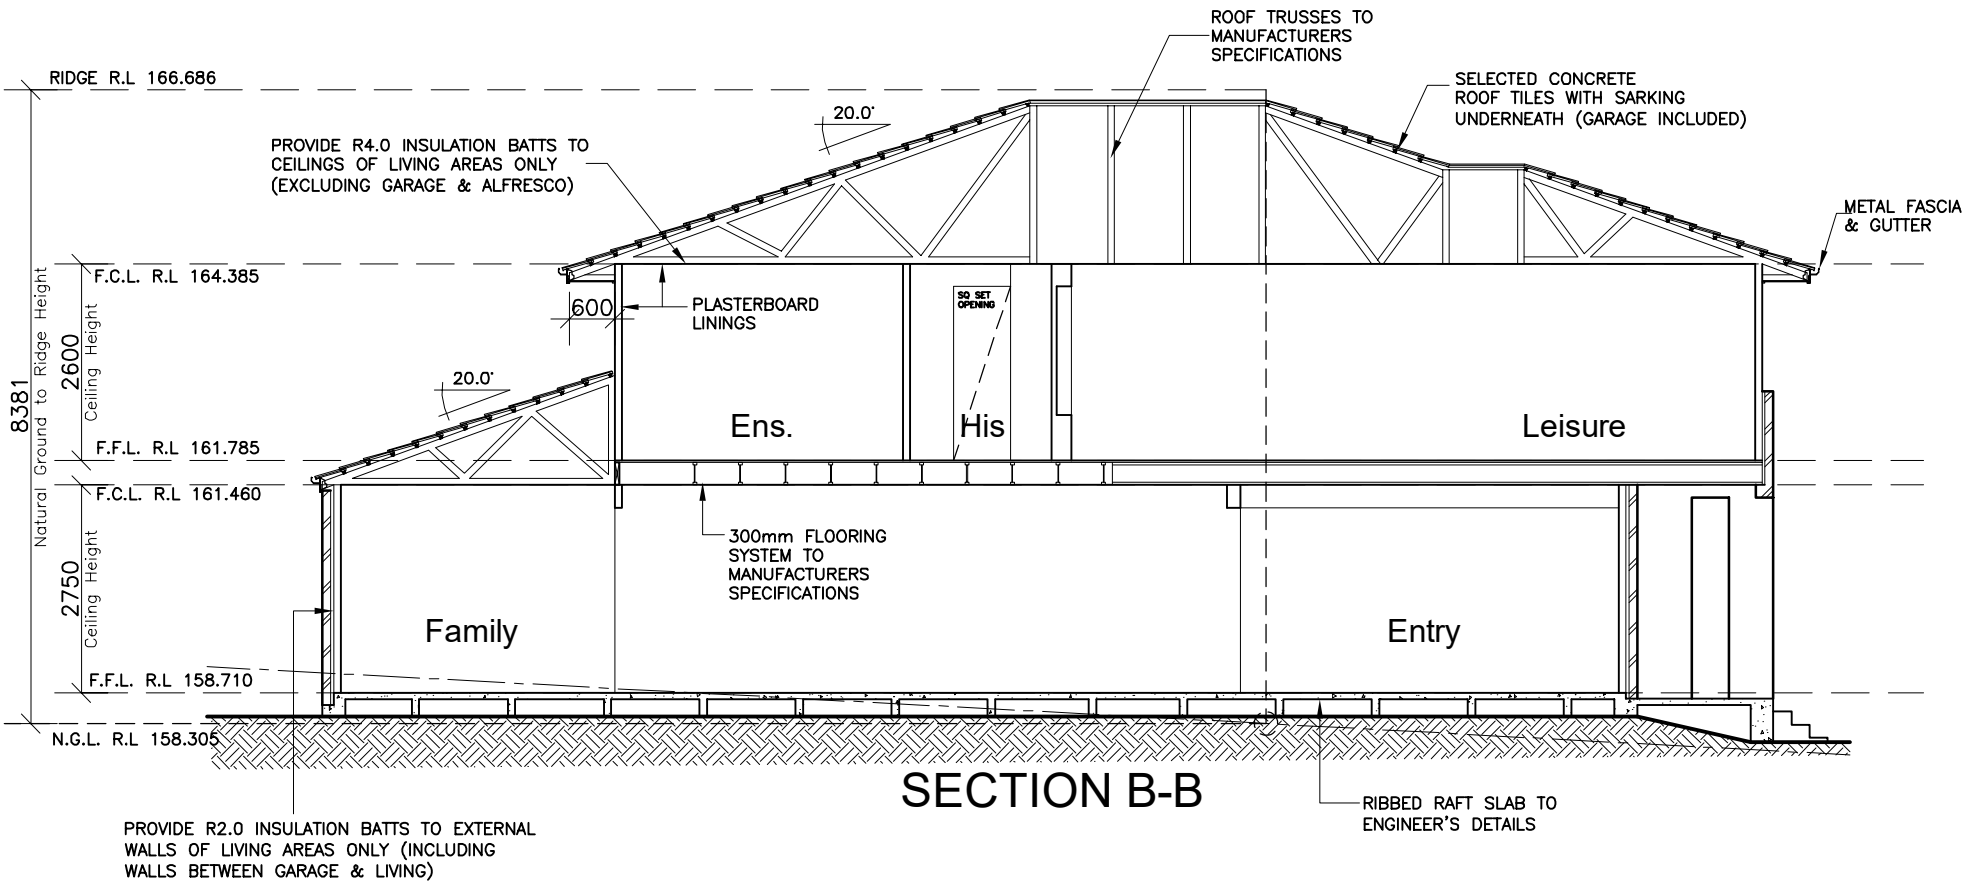 ROOF TRUSSES TO
MANUFACTURERS
SPECIFICATIONS
RIDGE R.L 166.686
SELECTED CONCRETE
ROOF TILES WITH SARKING
UNDERNEATH (GARAGE INCLUDED)
20.0°
PROVIDE R4.0 INSULATION BATTS TO
CEILINGS OF LIVING AREAS ONLY
(EXCLUDING GARAGE & ALFRESCO)
METAL FASCIA
& GUTTER
F.C.L. R.L 164.385
600
PLASTERBOARD
LININGS
SQ SET
OPENING
8381
Natural Ground to Ridge Height
2600
Ceiling Height
20.0°
Ens.
His
Leisure
F.F.L. R.L 161.785
F.C.L. R.L 161.460
300mm FLOORING
SYSTEM TO
MANUFACTURERS
SPECIFICATIONS
2750
Ceiling Height
Family
Entry
F.F.L. R.L 158.710
N.G.L. R.L 158.305
SECTION B-B
RIBBED RAFT SLAB TO
ENGINEER'S DETAILS
PROVIDE R2.0 INSULATION BATTS TO EXTERNAL
WALLS OF LIVING AREAS ONLY (INCLUDING
WALLS BETWEEN GARAGE & LIVING)